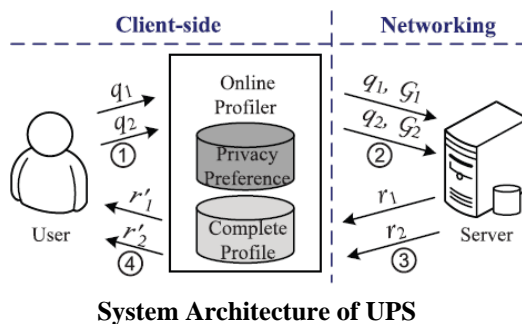 Client-side
Networking
Online
Profiler
Privacy
Preference
Complete
Profile
User
Server
q1
q2
①
q1, G1
q2, G2
②
r1
r2
③
r′1
r′2
④
System Architecture of UPS